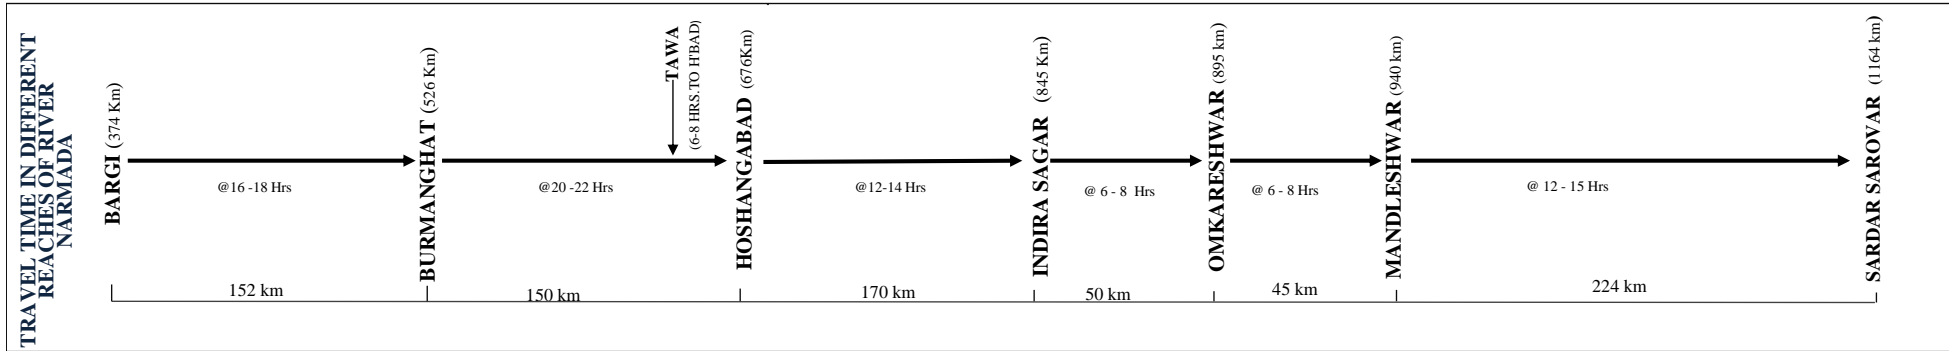 TRAVEL TIME IN DIFFERENT
REACHES OF RIVER
NARMADA
BARGI (374 Km)
@16 -18 Hrs
BURMANGHAT (526 Km)
@20 -22 Hrs
TAWA
(6-8 HRS.TO HBAD)
HOSHANGABAD (676Km)
@12-14 Hrs
INDIRA SAGAR (845 Km)
@ 6 - 8 Hrs
OMKARESHWAR (895 km)
@ 6 - 8 Hrs
MANDLESHWAR (940 km)
@ 12 - 15 Hrs
SARDAR SAROVAR (1164 km)
152 km
150 km
170 km
50 km
45 km
224 km